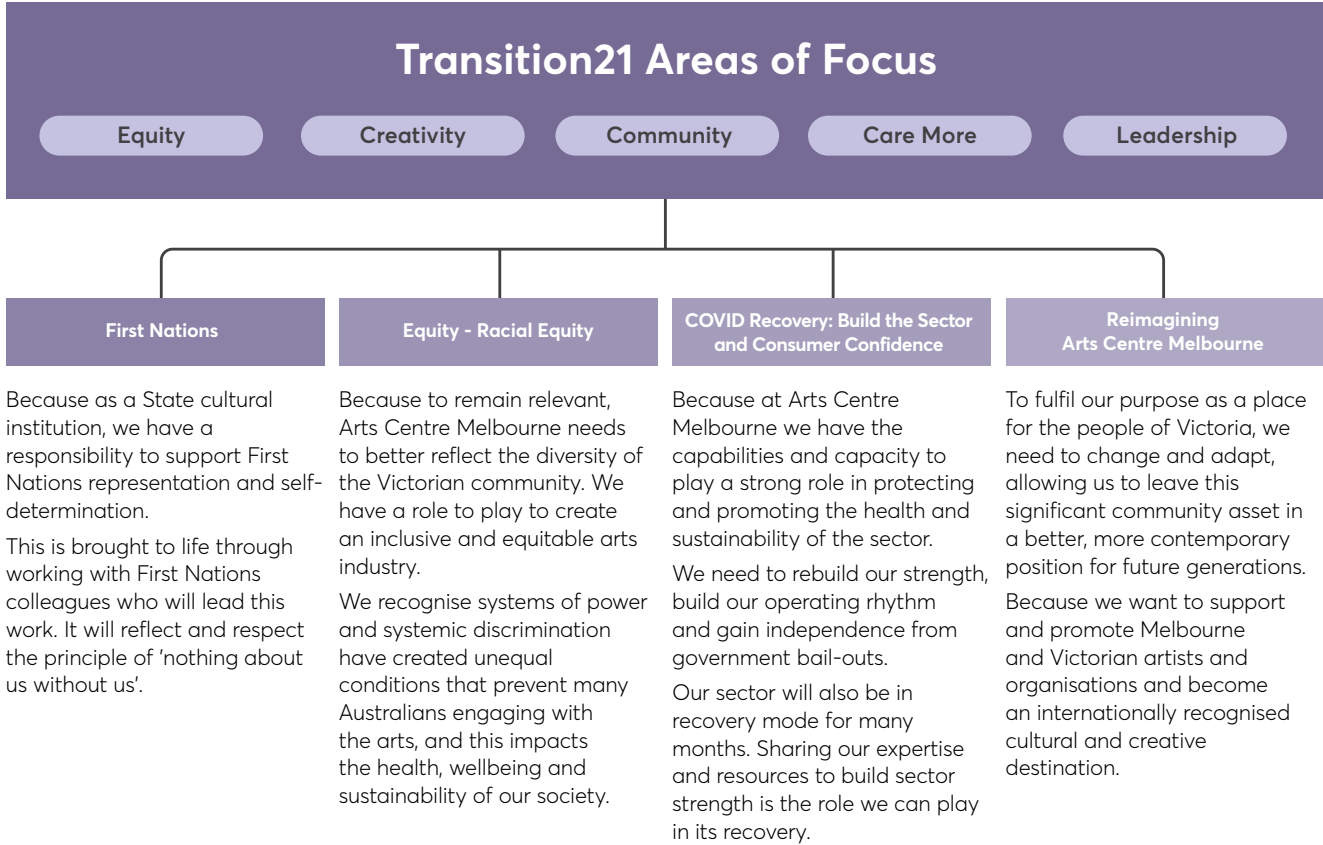 Transition21 Areas of Focus
Equity
Creativity
Community
Care More
Leadership
First Nations
Because as a State cultural
institution, we have a
responsibility to support First
Nations representation and self-
determination.
This is brought to life through
working with First Nations
colleagues who will lead this
work. It will reflect and respect
the principle of 'nothing about
us without us'.
Equity - Racial Equity
Because to remain relevant,
Arts Centre Melbourne needs
to better reflect the diversity of
the Victorian community. We
have a role to play to create
an inclusive and equitable arts
industry.
We recognise systems of power
and systemic discrimination
have created unequal
conditions that prevent many
Australians engaging with
the arts, and this impacts
the health, wellbeing and
sustainability of our society.
COVID Recovery: Build the Sector
and Consumer Confidence
Because at Arts Centre
Melbourne we have the
capabilities and capacity to
play a strong role in protecting
and promoting the health and
sustainability of the sector.
We need to rebuild our strength,
build our operating rhythm
and gain independence from
government bail-outs.
Our sector will also be in
recovery mode for many
months. Sharing our expertise
and resources to build sector
strength is the role we can play
in its recovery.
Reimagining
Arts Centre Melbourne
To fulfil our purpose as a place
for the people of Victoria, we
need to change and adapt,
allowing us to leave this
significant community asset in
a better, more contemporary
position for future generations.
Because we want to support
and promote Melbourne
and Victorian artists and
organisations and become
an internationally recognised
cultural and creative
destination.